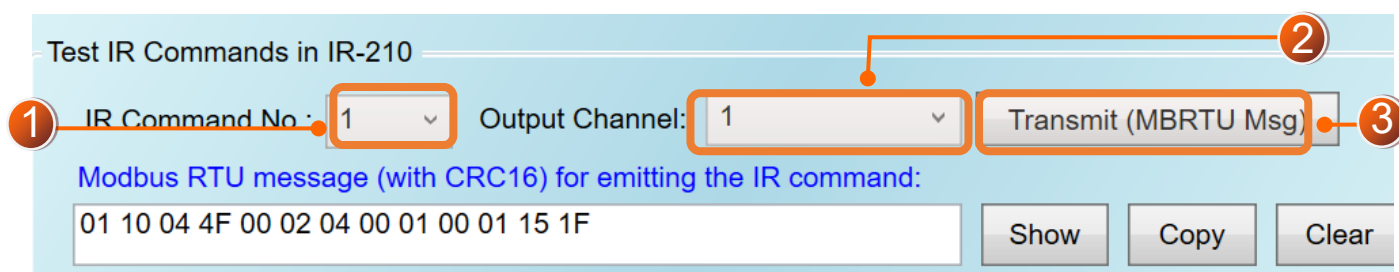 2
Test IR Commands in IR-210
1 IR Command No.: 1 Output Channel: 1 Transmit (MBRTU Msg) 3
Modbus RTU message (with CRC16) for emitting the IR command:
01 10 04 4F 00 02 04 00 01 00 01 15 1F Show Copy Clear